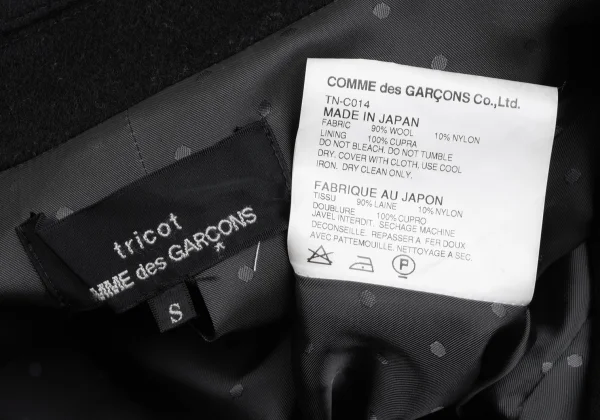 COMME des GARÇONS Co.,Ltd.
TN-C014
MADE IN JAPAN
FABRIC 90% WOOL 10% NYLON
LINING 100% CUPRA
DO NOT BLEACH. DO NOT TUMBLE
DRY. COVER WITH CLOTH. USE COOL
IRON. DRY CLEAN ONLY.
FABRIQUE AU JAPON
TISSU 90% LAINE 10% NYLON
DOUBLURE 100% CUPRO
JAVEL INTERDIT. SECHAGE MACHINE
DECONSEILLE. REPASSER A FER DOUX
AVEC PATTEMOUILLE. NETTOYAGE A SEC.
P
tricot
MME des GARÇONS
S